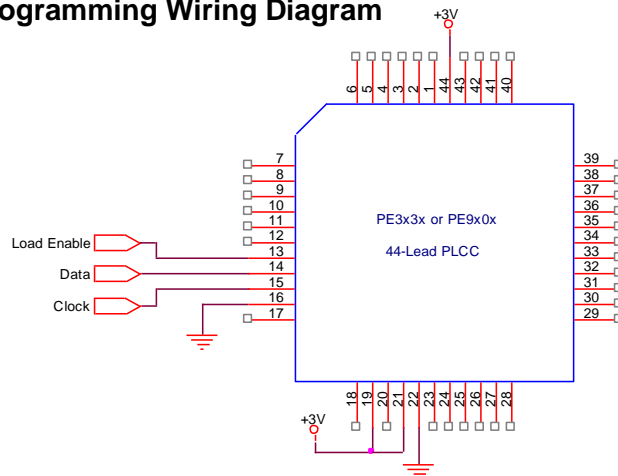 ogramming Wiring Diagram
+3V
6 5 4 3 2 1 44 43 42 41 40
7 39
8 38
9 37
10 36
11 PE3x3x or PE9x0x 35
Load Enable 12 34
13 44-Lead PLCC 33
Data 14 32
15 31
Clock 16 30
17 29
18 19 20 21 22 23 24 25 26 27 28
+3V